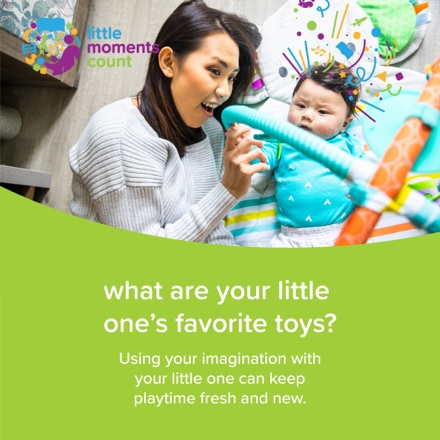 little
moments
count
what are your little
one's favorite toys?
Using your imagination with
your little one can keep
playtime fresh and new.